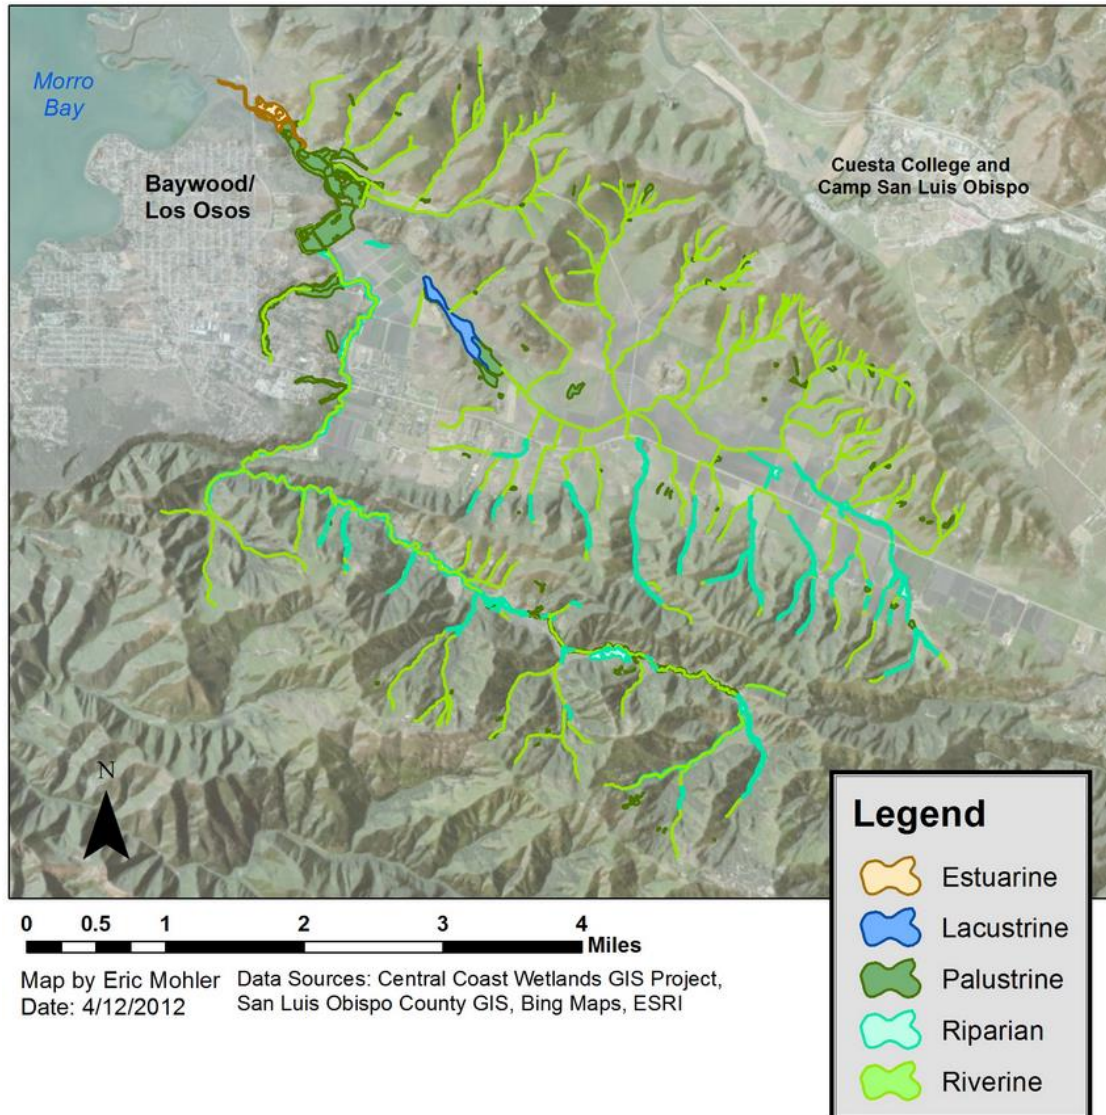 Morro
Bay
Baywood/
Los Osos
Cuesta College and
Camp San Luis Obispo
N
Legend
Estuarine
Lacustrine
Palustrine
Riparian
Riverine
0 0.5 1 2 3 4
Miles
Map by Eric Mohler
Date: 4/12/2012
Data Sources: Central Coast Wetlands GIS Project,
San Luis Obispo County GIS, Bing Maps, ESRI